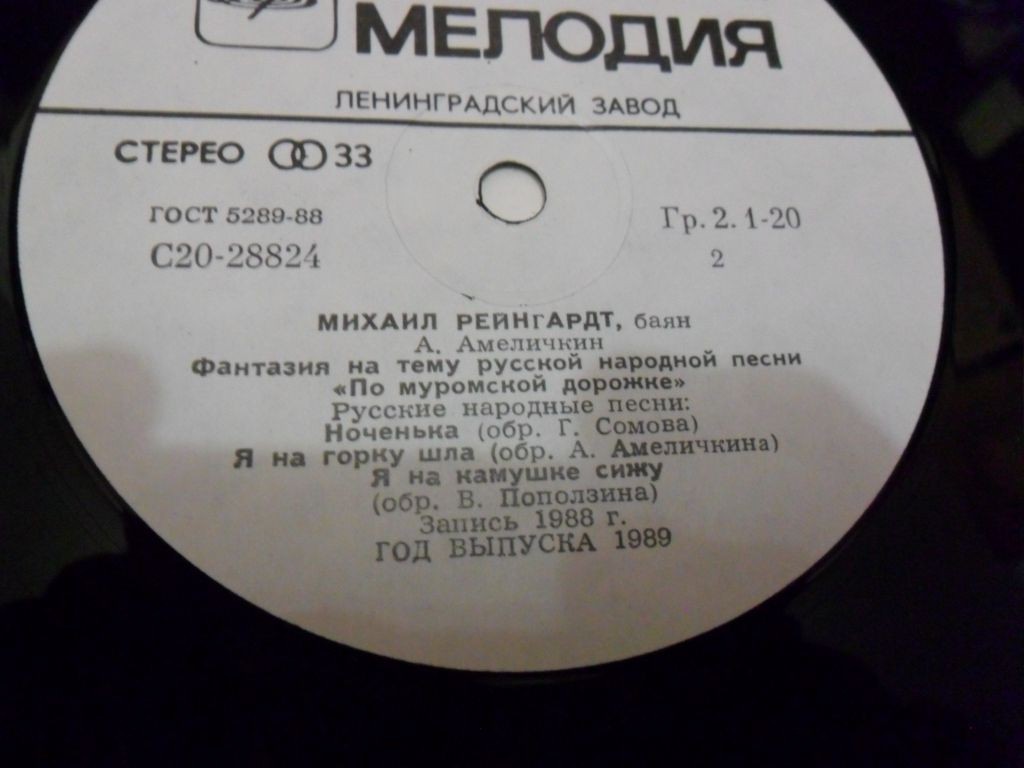 МЕЛОДИЯ
ЛЕНИНГРАДСКИЙ ЗАВОД
СТЕРЕО 33
ГОСТ 5289-88
Гр. 2. 1-20
С20-28824
2
МИХАИЛ РЕЙНГАРДТ, баян
А. Амеличкин
Фантазия на тему русской народной песни
«По муромской дорожке»
Русские народные песни:
Ноченька (обр. Г. Сомова)
Я на горку шла (обр. А. Амеличкина)
Я на камушке сижу
(обр. В. Поползина)
Запись 1988 г.
ГОД ВЫПУСКА 1989